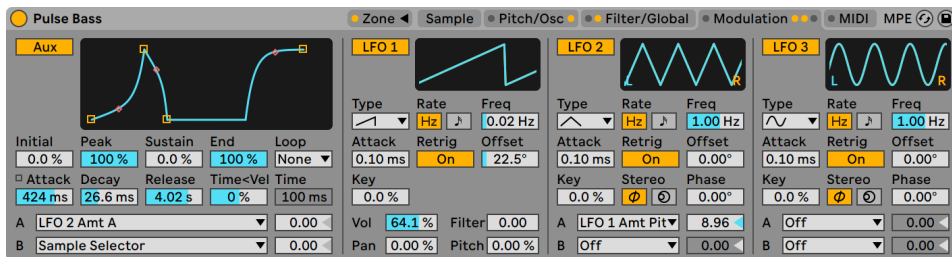 Pulse Bass Zone Sample Pitch/Osc Filter/Global Modulation MIDI MPE
Aux LFO 1 LFO 2 LFO 3
L R L R
Type Rate Freq Type Rate Freq Type Rate Freq
Hz ♪ 0.02 Hz Hz ♪ 1.00 Hz Hz ♪ 1.00 Hz
Initial Peak Sustain End Loop Attack Retrig Offset Attack Retrig Offset Attack Retrig Offset
0.0 % 100 % 0.0 % 100 % None 0.10 ms On 22.5° 0.10 ms On 0.00° 0.10 ms On 0.00°
Attack Decay Release Time<Vel Time Key Key Stereo Phase Key Stereo Phase
424 ms 26.6 ms 4.02 s 0 % 100 ms 0.0 % 0.0 % 0.00° 0.0 % 0.00°
A LFO 2 Amt A 0.00 Vol 64.1 % Filter 0.00 A LFO 1 Amt Pit 8.96 A Off 0.00
B Sample Selector 0.00 Pan 0.00 % Pitch 0.00 % B Off 0.00 B Off 0.00